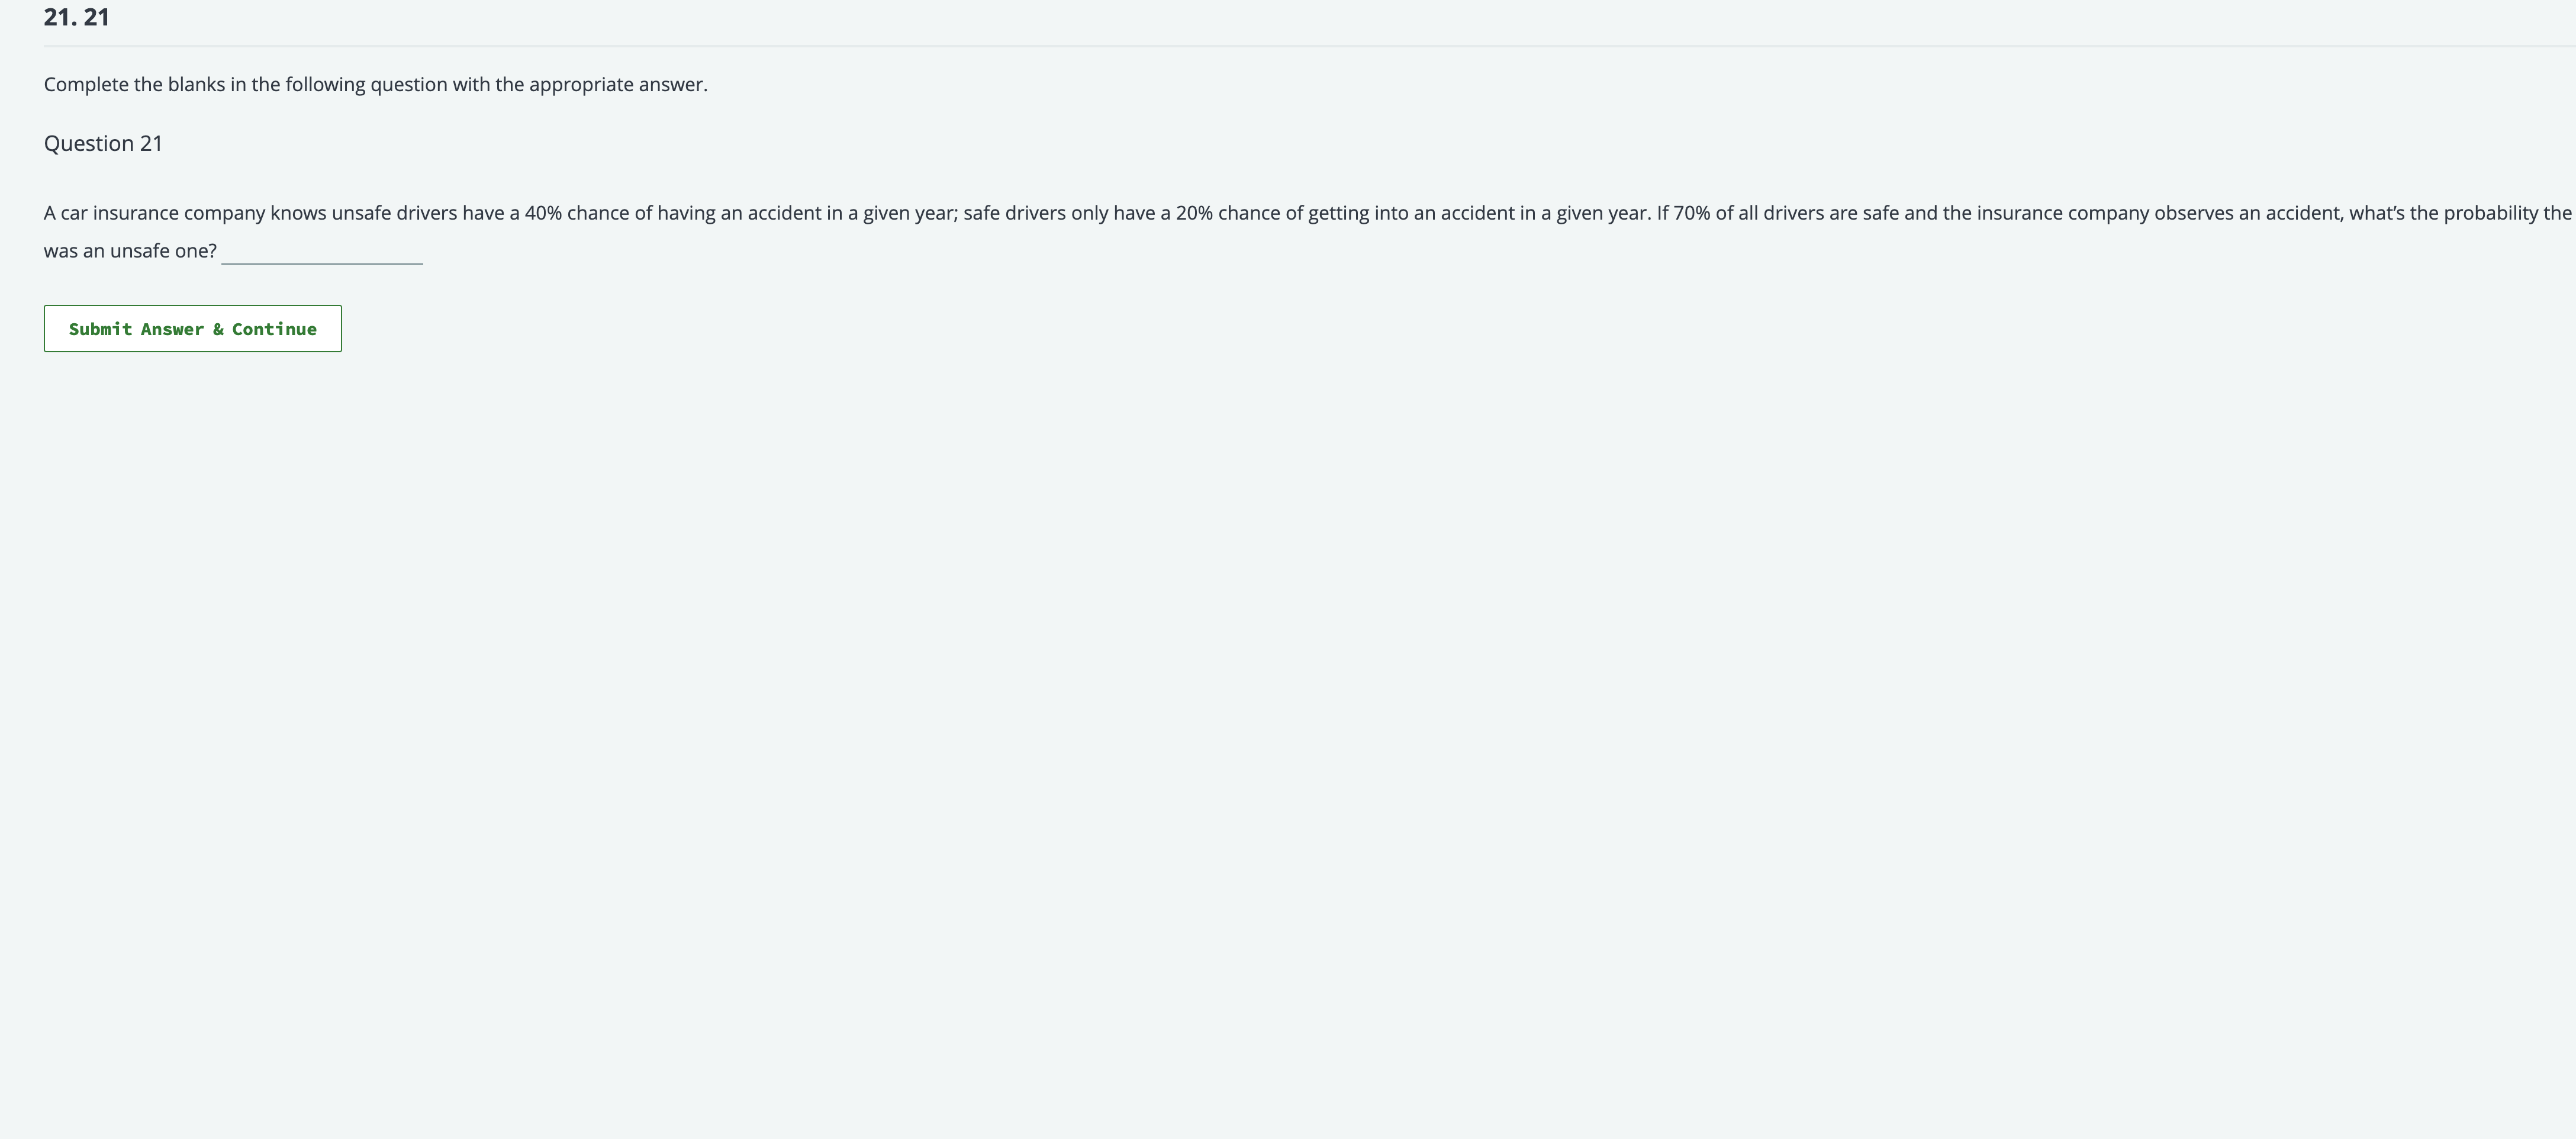 21. 21
Complete the blanks in the following question with the appropriate answer.
Question 21
A car insurance company knows unsafe drivers have a 40% chance of having an accident in a given year; safe drivers only have a 20% chance of getting into an accident in a given year. If 70% of all drivers are safe and the insurance company observes an accident, what’s the probability the
was an unsafe one?
Submit Answer & Continue